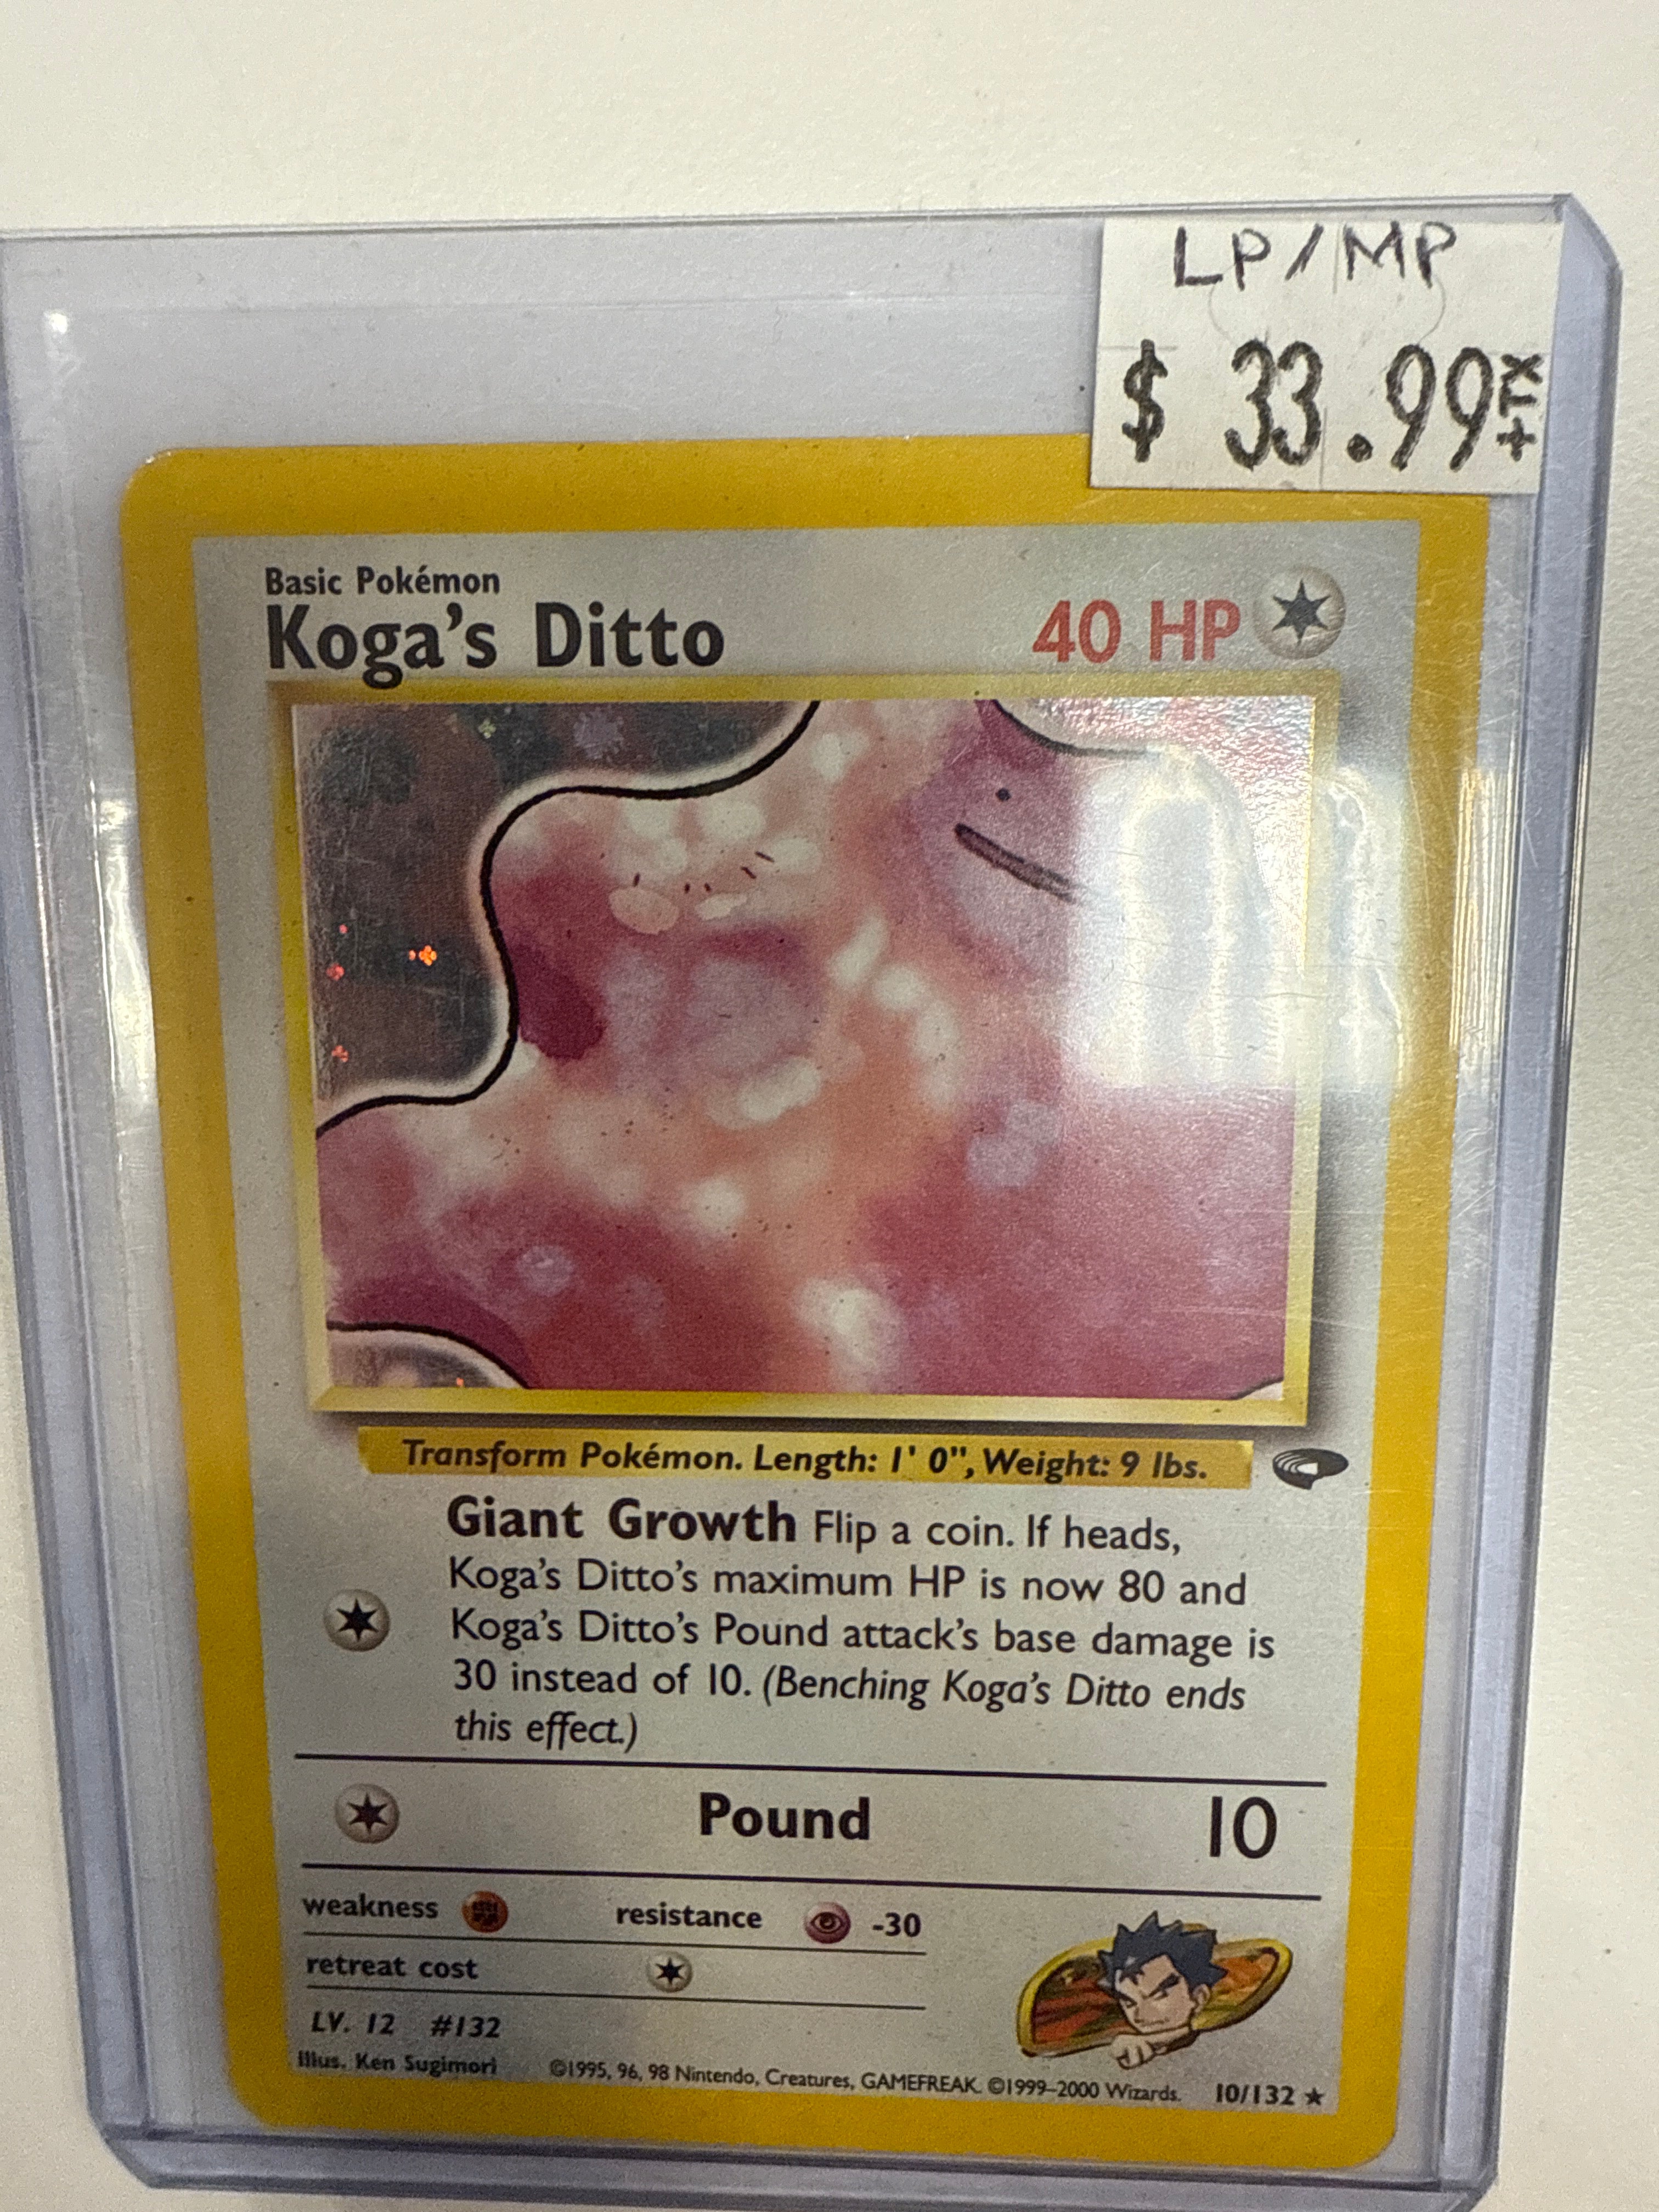 LP/MP
$ 33.99 +TX
Basic Pokémon
Koga's Ditto 40 HP
Transform Pokémon. Length: 1' 0", Weight: 9 lbs.
Giant Growth Flip a coin. If heads,
Koga's Ditto's maximum HP is now 80 and
Koga's Ditto's Pound attack's base damage is
30 instead of 10. (Benching Koga's Ditto ends
this effect.)
Pound 10
weakness resistance -30
retreat cost
LV. 12 #132
Illus. Ken Sugimori ©1995, 96, 98 Nintendo, Creatures, GAMEFREAK. ©1999–2000 Wizards. 10/132 ★